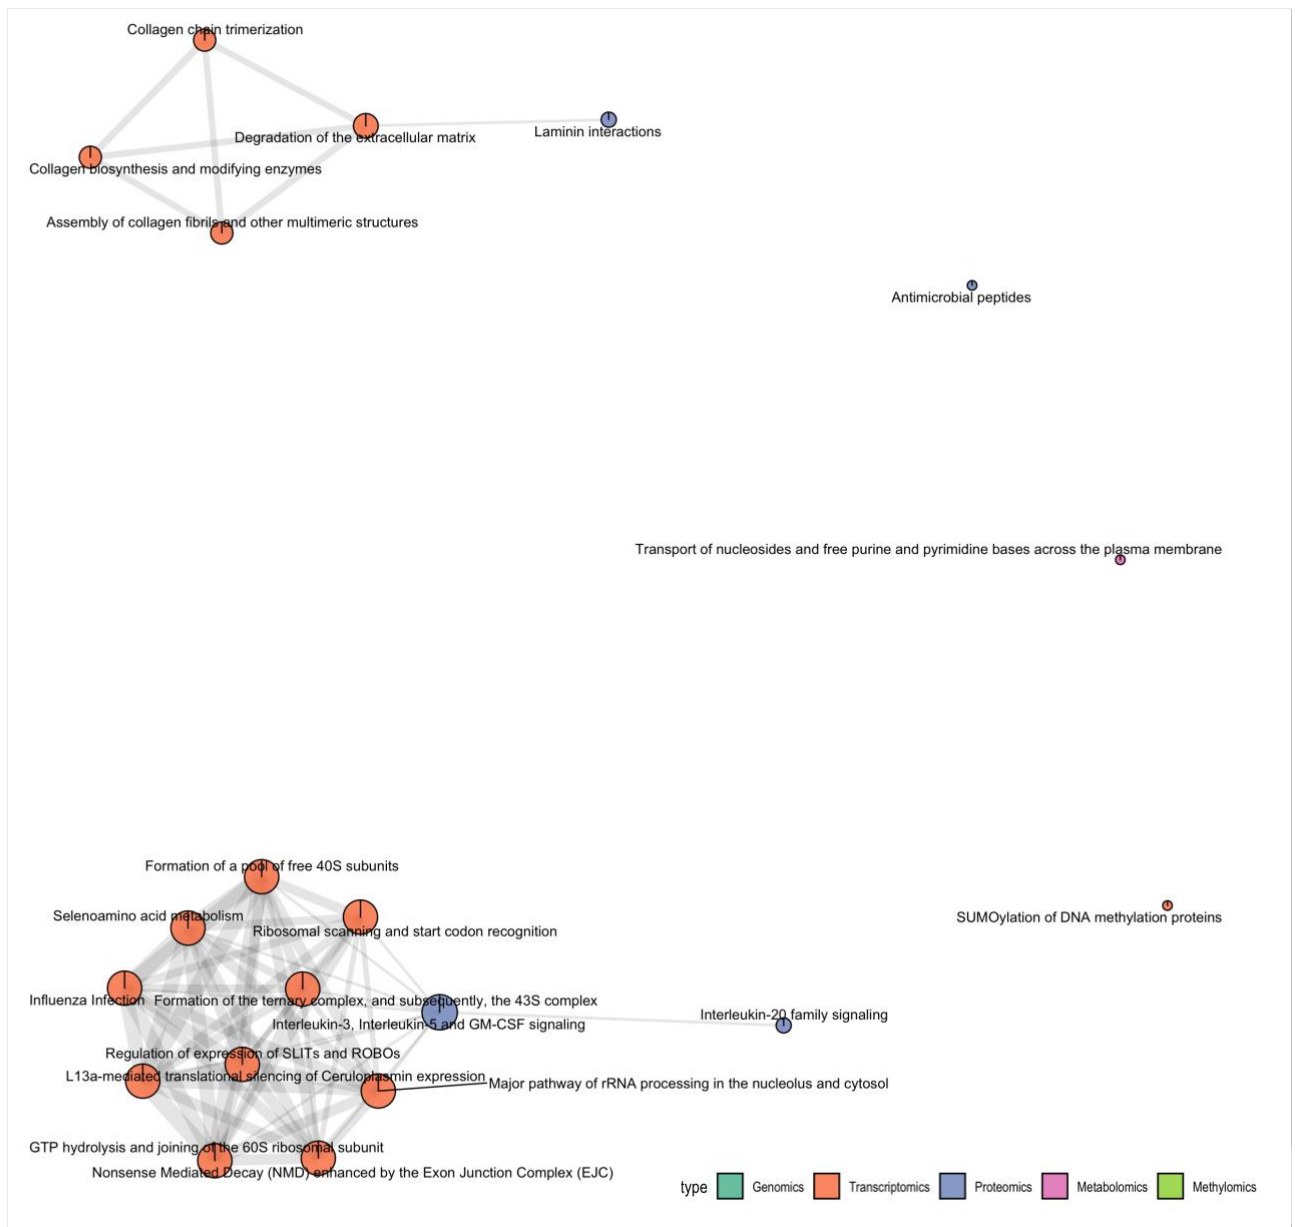 Collagen chain trimerization
Degradation of the extracellular matrix
Laminin interactions
Collagen biosynthesis and modifying enzymes
Assembly of collagen fibrils and other multimeric structures
Antimicrobial peptides
Transport of nucleosides and free purine and pyrimidine bases across the plasma membrane
Formation of a pool of free 40S subunits
Selenoamino acid metabolism
SUMOylation of DNA methylation proteins
Ribosomal scanning and start codon recognition
Influenza Infection
Formation of the ternary complex, and subsequently, the 43S complex
Interleukin-20 family signaling
Interleukin-3, Interleukin-5 and GM-CSF signaling
Regulation of expression of SLITs and ROBOs
L13a-mediated translational silencing of Ceruloplasmin expression
Major pathway of rRNA processing in the nucleolus and cytosol
GTP hydrolysis and joining of the 60S ribosomal subunit
Nonsense Mediated Decay (NMD) enhanced by the Exon Junction Complex (EJC)
type Genomics Transcriptomics Proteomics Metabolomics Methylomics